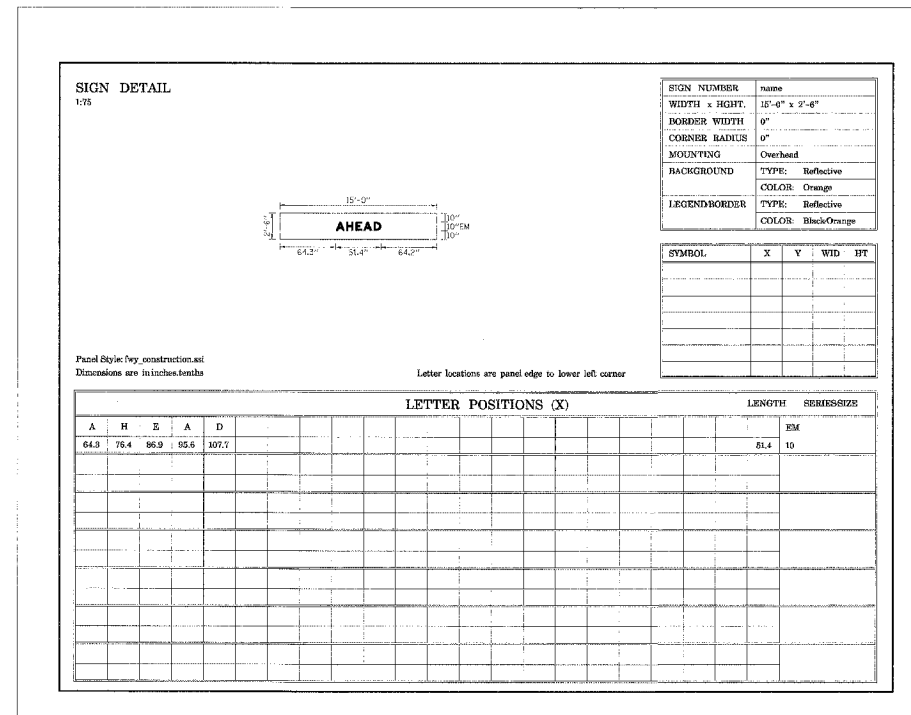 SIGN DETAIL
1:75
SIGN NUMBER name
WIDTH x HGHT. 15'-0" x 2'-6"
BORDER WIDTH 0"
CORNER RADIUS 0"
MOUNTING Overhead
BACKGROUND TYPE: Reflective
COLOR: Orange
LEGEND/BORDER TYPE: Reflective
COLOR: Black/Orange
15'-0"
2'-6"
AHEAD
10"
10"EM
10"
64.3" 51.4" 64.2"
SYMBOL X Y WID HT
Panel Style: fwy_construction.ssi
Dimensions are in inches.tenths
Letter locations are panel edge to lower left corner
LETTER POSITIONS (X) LENGTH SERIES/SIZE
A H E A D EM
64.3 76.4 86.9 95.6 107.7 51.4 10